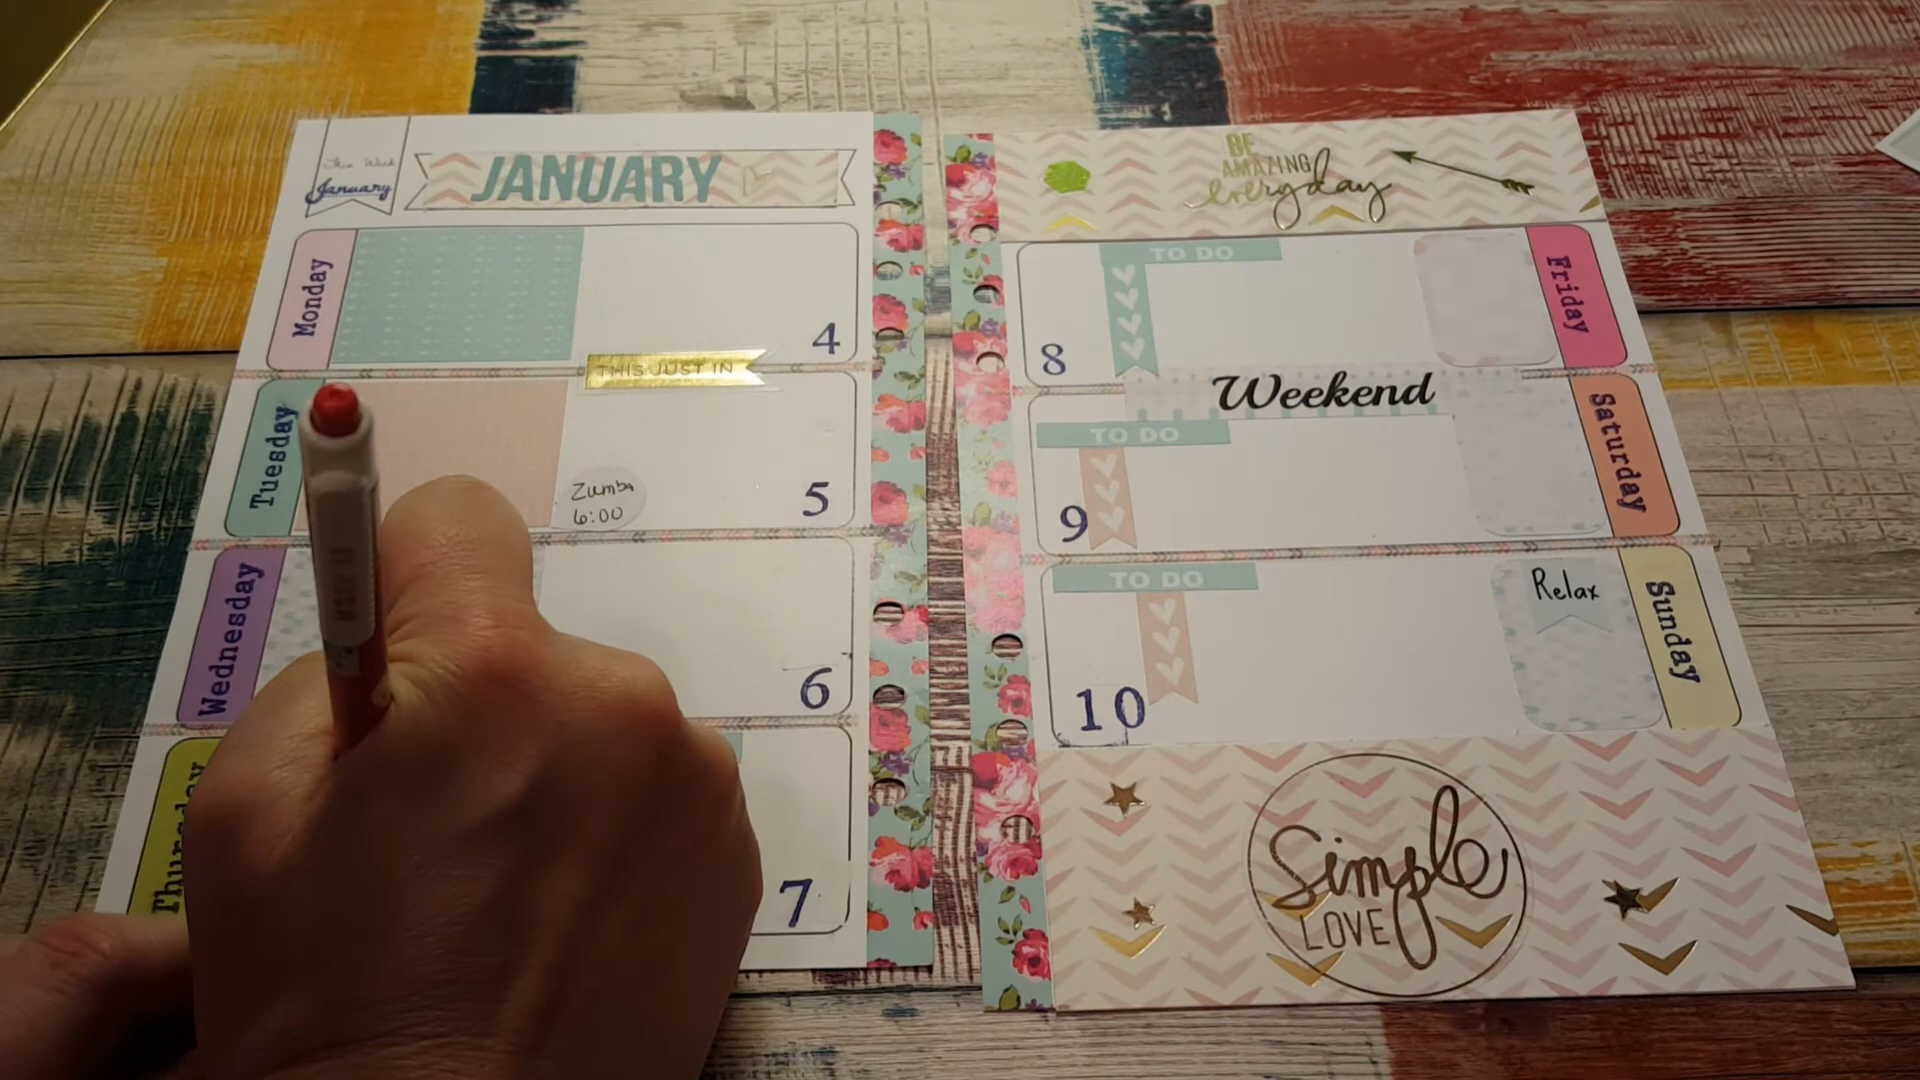 This Week
January
JANUARY
Monday
4
THIS JUST IN
Tuesday
Zumba
6:00
5
Wednesday
6
Thursday
7
BE
AMAZING
everyday
TO DO
8
Friday
Weekend
TO DO
9
Saturday
TO DO
10
Relax
Sunday
Simple
LOVE